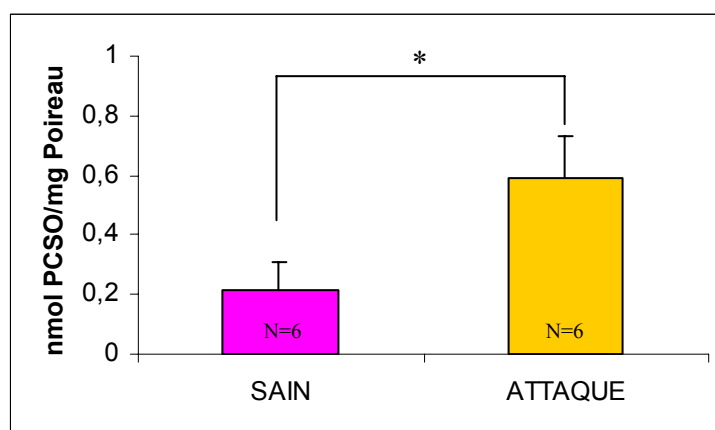 nmol PCSO/mg Poireau
1
0,8
0,6
0,4
0,2
0
*
N=6
N=6
SAIN
ATTAQUE